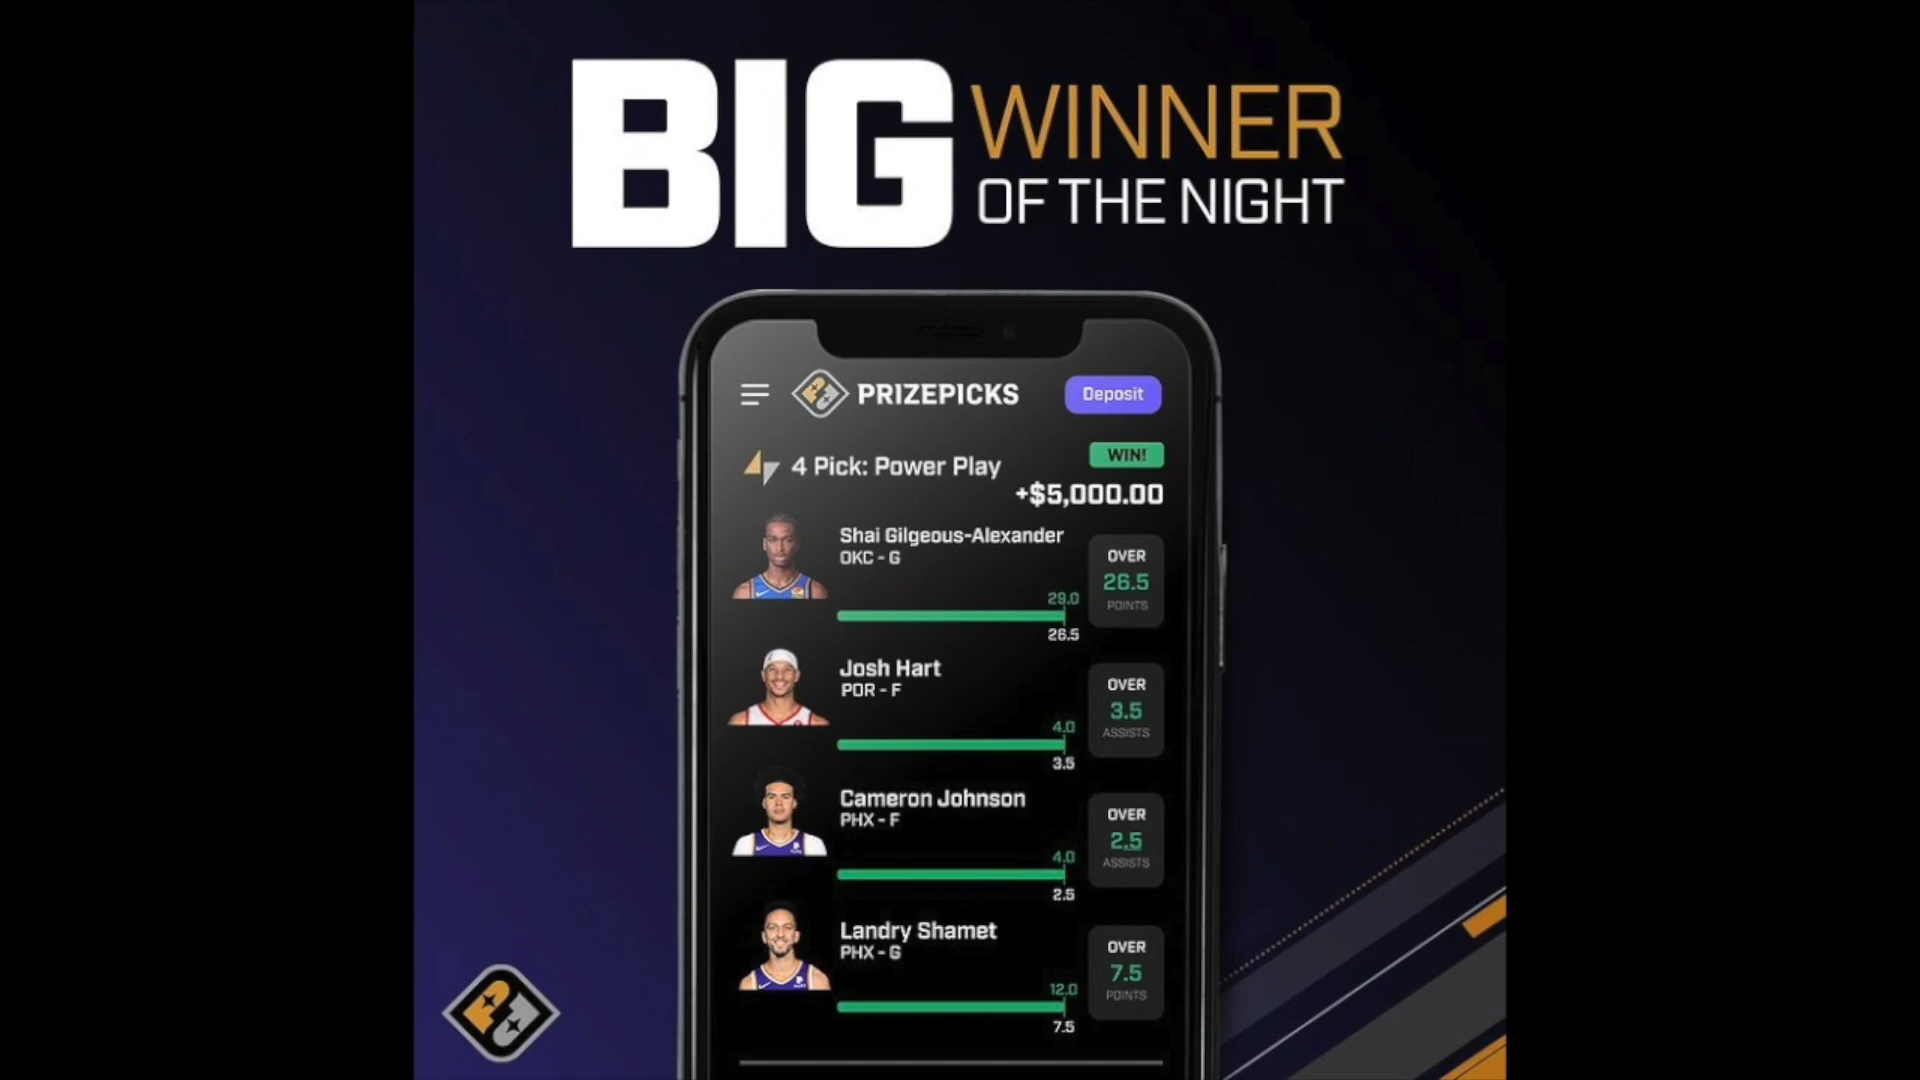 BIG WINNER
OF THE NIGHT
PRIZEPICKS
Deposit
4 Pick: Power Play
WIN!
+$5,000.00
Shai Gilgeous-Alexander
OKC - G
29.0
26.5
OVER
26.5
POINTS
Josh Hart
POR - F
4.0
3.5
OVER
3.5
ASSISTS
Cameron Johnson
PHX - F
4.0
2.5
OVER
2.5
ASSISTS
Landry Shamet
PHX - G
12.0
7.5
OVER
7.5
POINTS